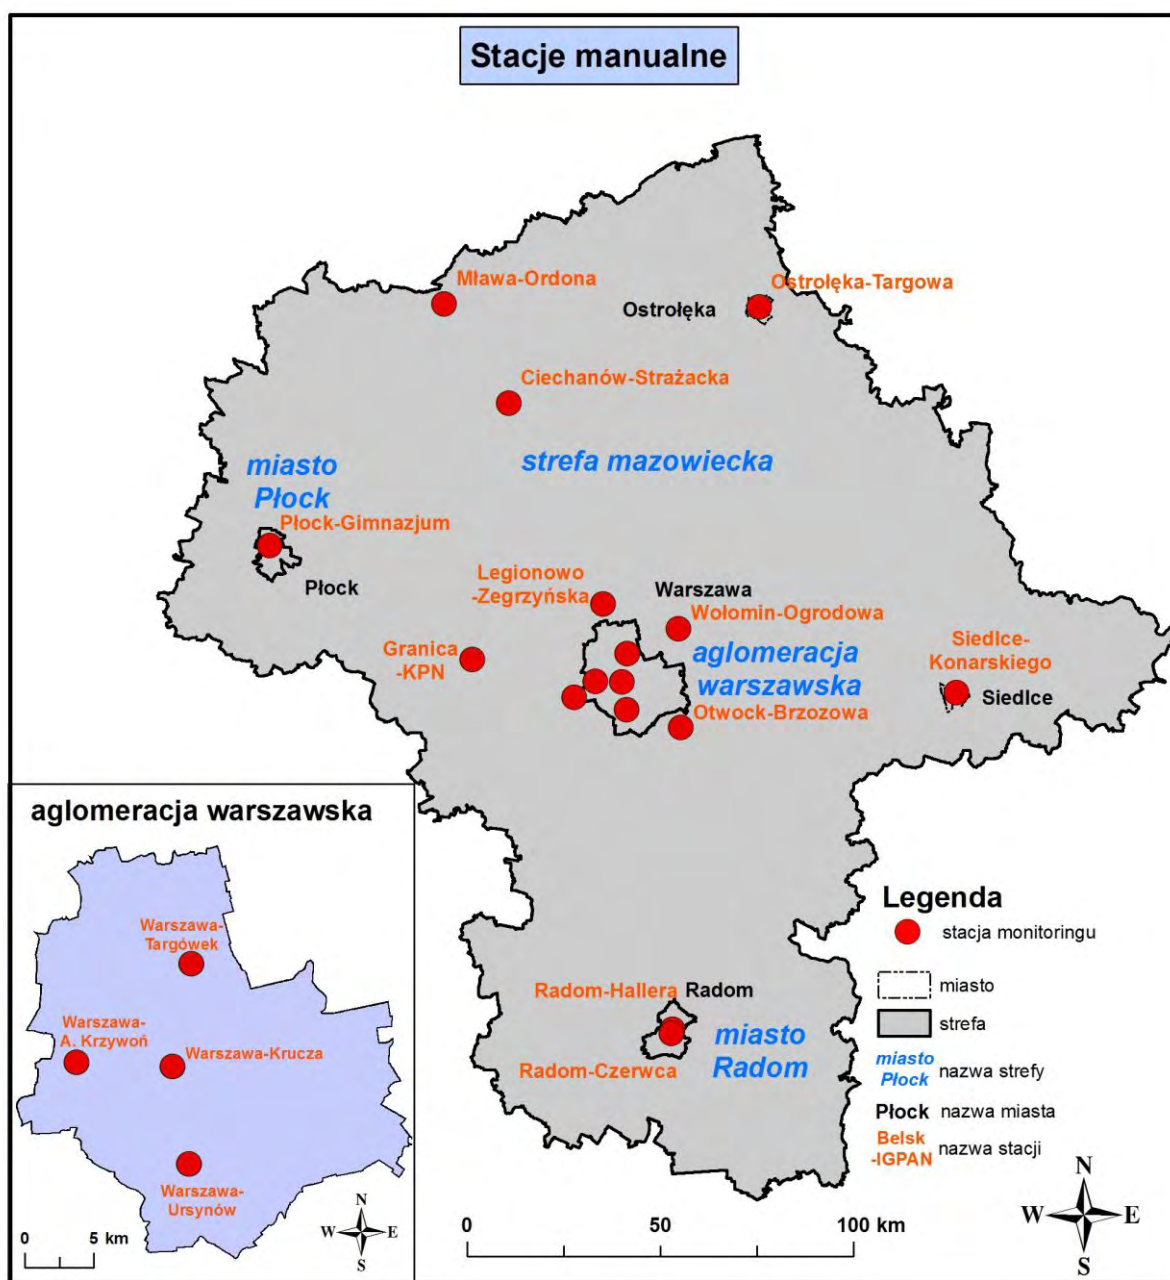 Stacje manualne
Mława-Ordona
Ostrołęka-Targowa
Ostrołęka
Ciechanów-Strażacka
miasto
Płock
strefa mazowiecka
Płock-Gimnazjum
Płock
Legionowo
-Zegrzyńska
Warszawa
Wołomin-Ogrodowa
Granica
-KPN
aglomeracja
warszawska
Siedlce-
Konarskiego
Siedlce
Otwock-Brzozowa
aglomeracja warszawska
Warszawa-
Targówek
Warszawa-
A. Krzywoń
Warszawa-Krucza
Warszawa-
Ursynów
0 5 km
N
W E
S
Radom-Hallera
Radom
miasto
Radom
Radom-Czerwca
Legenda
stacja monitoringu
miasto
strefa
miasto
Płock
nazwa strefy
Płock
nazwa miasta
Belsk
-IGPAN
nazwa stacji
0 50 100 km
N
W E
S